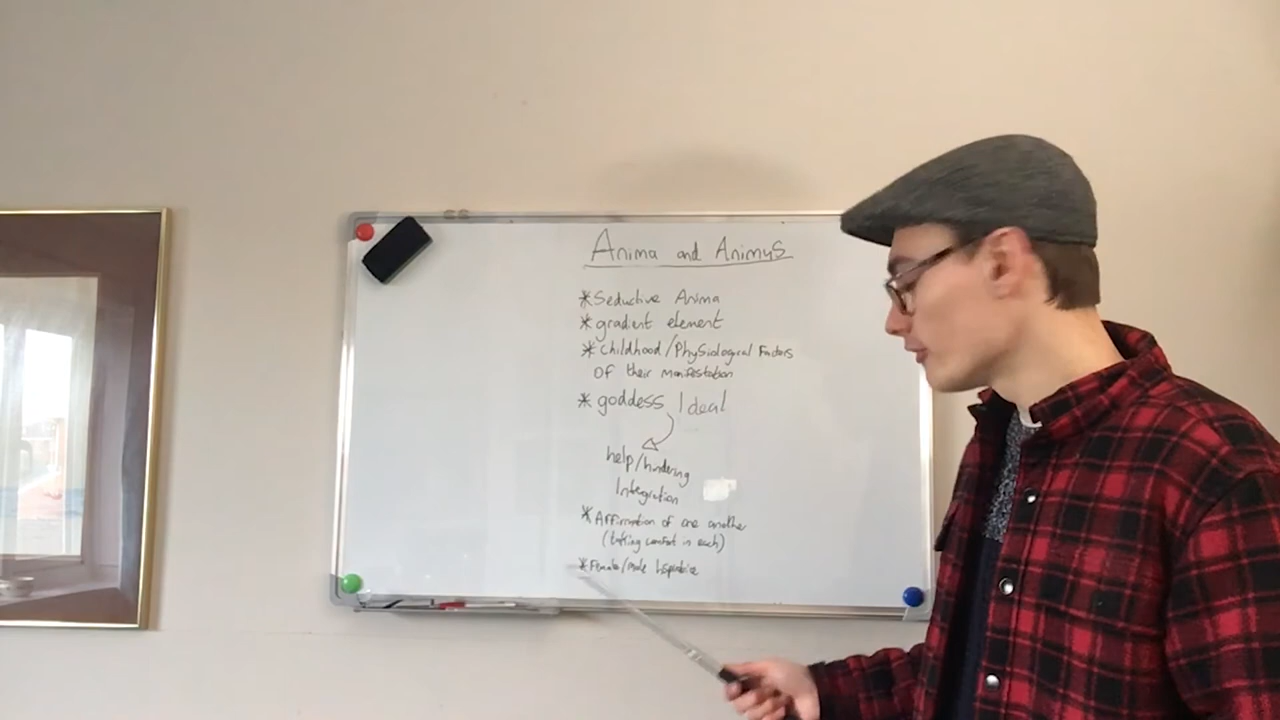 Anima and Animus
* Seductive Anima
* gradient element
* Childhood/Physiological Factors
OF their manifestation
* goddess Ideal
help/hindering
Integration
* Affirmation of one another
(taking comfort in each)
* Female/Male